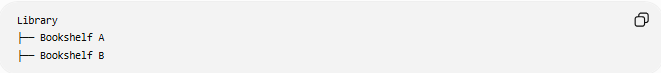 Library
├── Bookshelf A
├── Bookshelf B